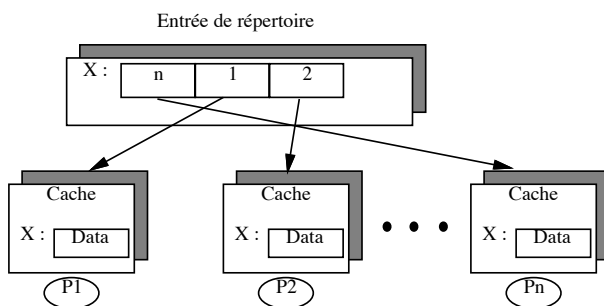 Entrée de répertoire
X : n 1 2
Cache Cache Cache
X : Data X : Data X : Data
P1 P2 Pn